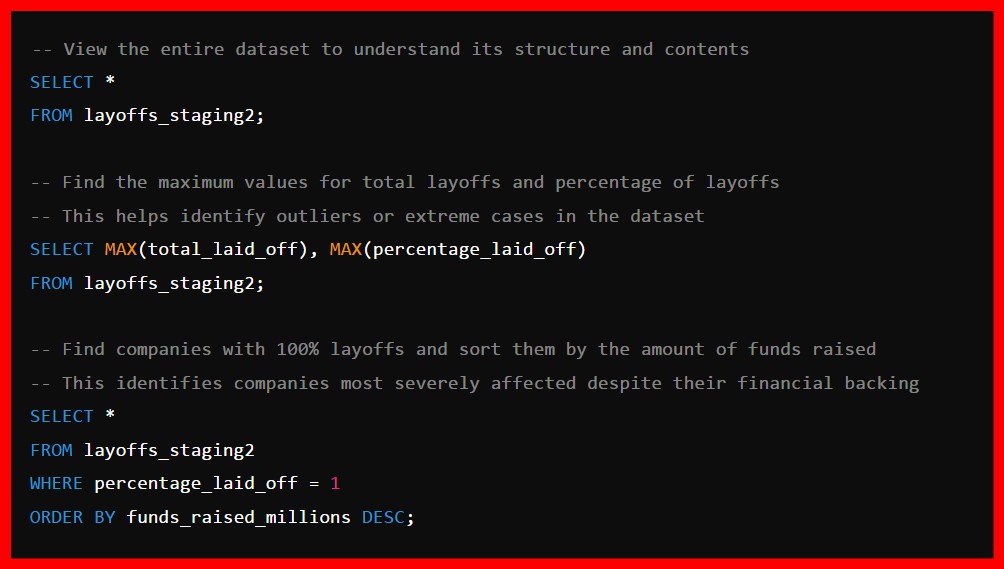 -- View the entire dataset to understand its structure and contents
SELECT *
FROM layoffs_staging2;
-- Find the maximum values for total layoffs and percentage of layoffs
-- This helps identify outliers or extreme cases in the dataset
SELECT MAX(total_laid_off), MAX(percentage_laid_off)
FROM layoffs_staging2;
-- Find companies with 100% layoffs and sort them by the amount of funds raised
-- This identifies companies most severely affected despite their financial backing
SELECT *
FROM layoffs_staging2
WHERE percentage_laid_off = 1
ORDER BY funds_raised_millions DESC;